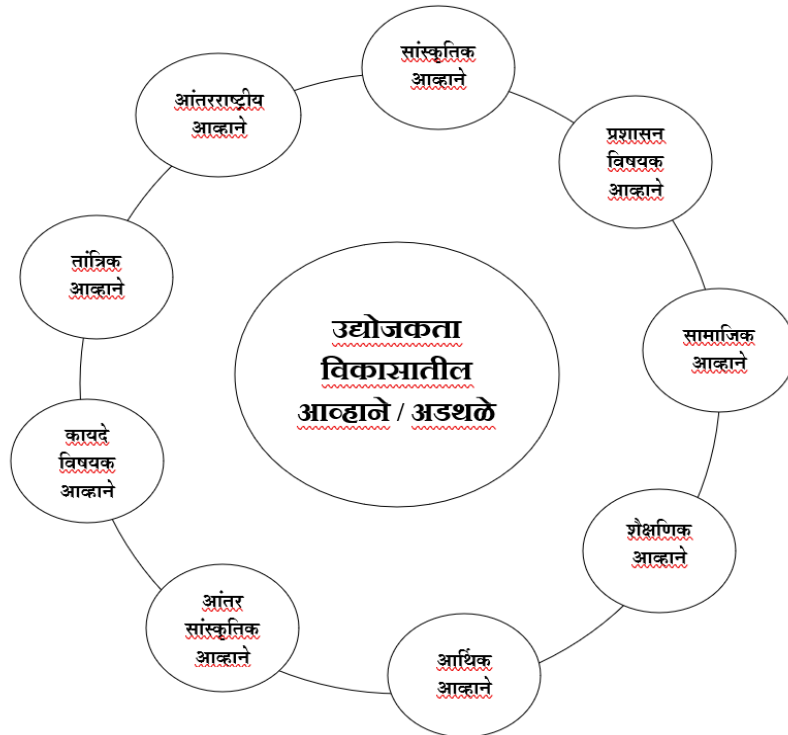 सांस्कृतिक
आव्हाने
आंतरराष्ट्रीय
आव्हाने
प्रशासन
विषयक
आव्हाने
तांत्रिक
आव्हाने
सामाजिक
आव्हाने
उद्योजकता
विकासातील
आव्हाने / अडथळे
कायदे
विषयक
आव्हाने
शैक्षणिक
आव्हाने
आंतर
सांस्कृतिक
आव्हाने
आर्थिक
आव्हाने